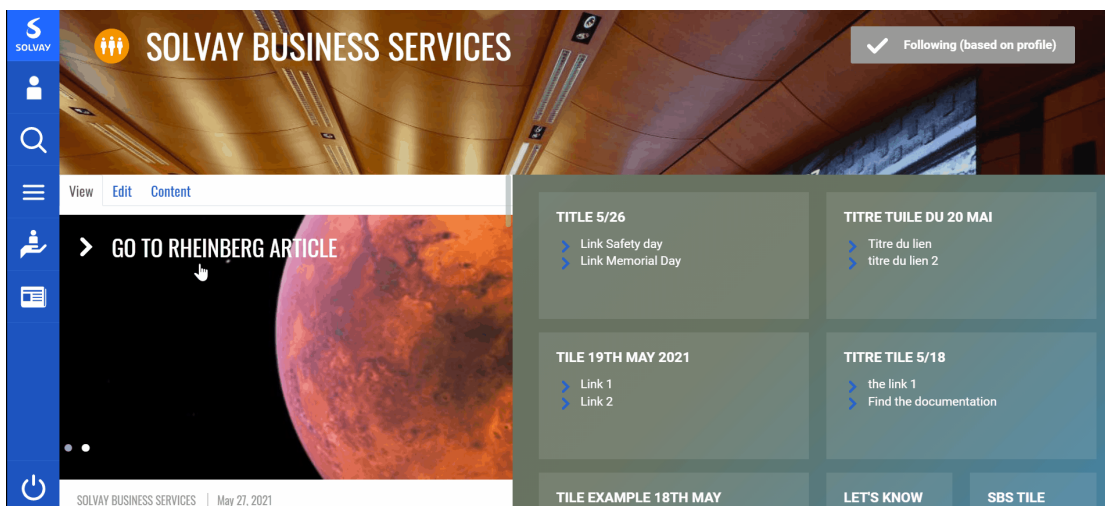 SOLVAY
SOLVAY BUSINESS SERVICES
Following (based on profile)
View Edit Content
GO TO RHEINBERG ARTICLE
SOLVAY BUSINESS SERVICES | May 27, 2021
TITLE 5/26
Link Safety day
Link Memorial Day
TITRE TUILE DU 20 MAI
Titre du lien
titre du lien 2
TILE 19TH MAY 2021
Link 1
Link 2
TITRE TILE 5/18
the link 1
Find the documentation
TILE EXAMPLE 18TH MAY
LET'S KNOW
SBS TILE